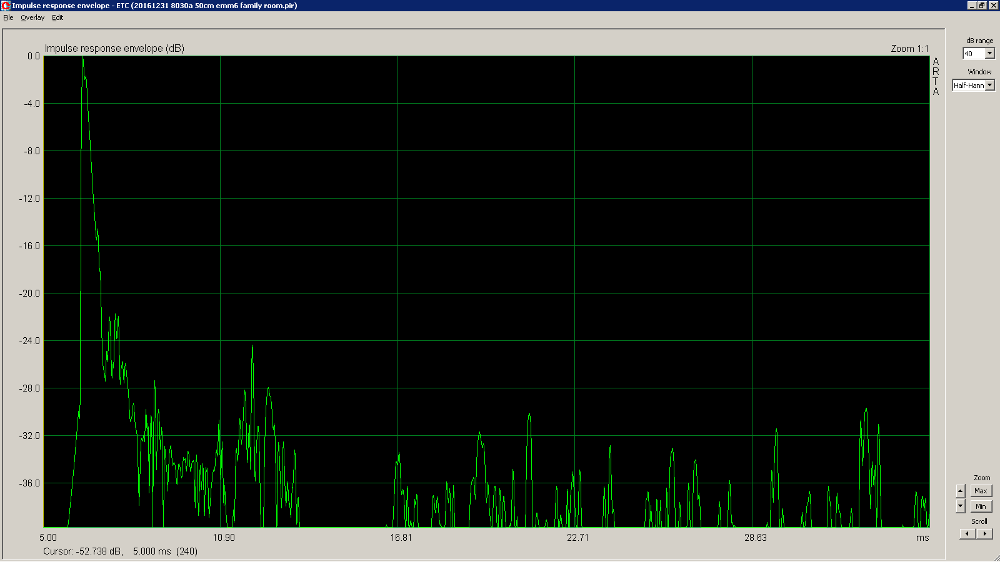 Impulse response envelope - ETC (20161231 8030a 50cm emm6 family room.pir)
File Overlay Edit
Impulse response envelope (dB)
Zoom 1:1
dB range
40
Window
Half-Hann
ARTA
0.0
-4.0
-8.0
-12.0
-16.0
-20.0
-24.0
-28.0
-32.0
-36.0
5.00 10.90 16.81 22.71 28.63 ms
Cursor: -52.738 dB, 5.000 ms (240)
Zoom
Max
Min
Scroll